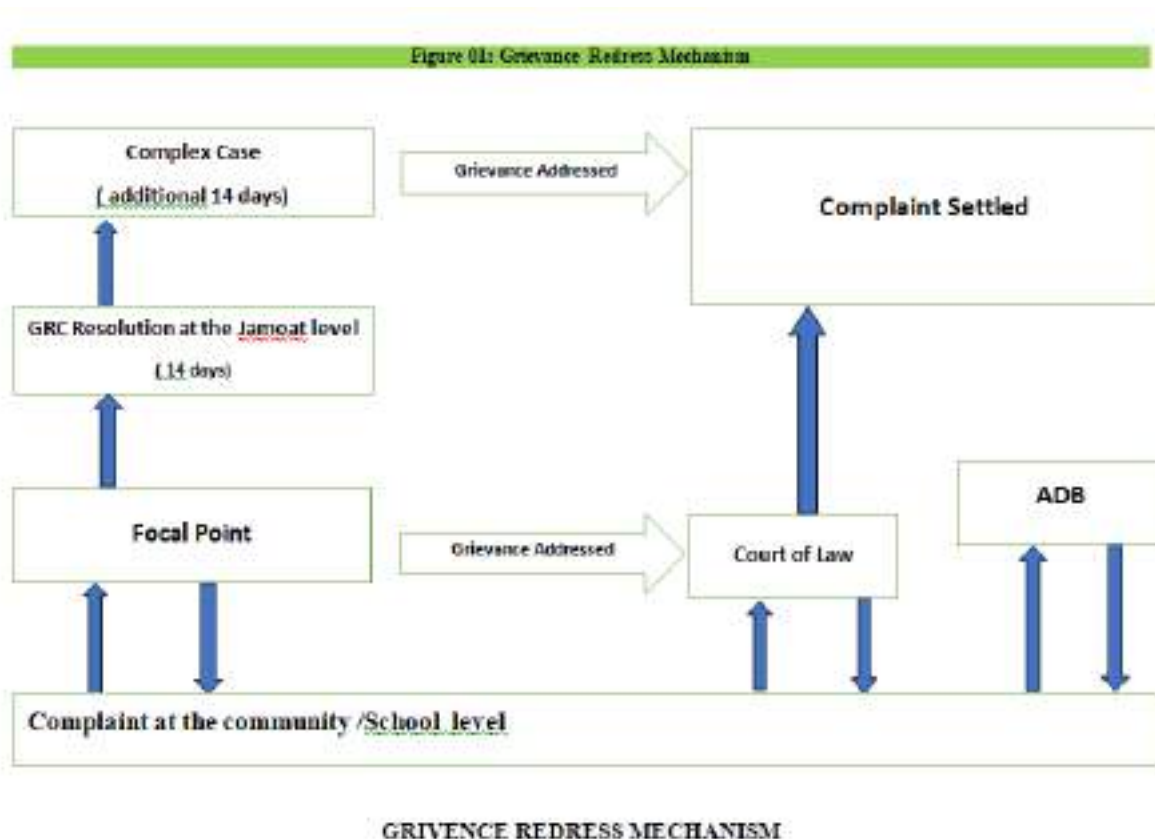 Figure 01: Grievance Redress Mechanism
Complex Case
( additional 14 days)
Grievance Addressed
Complaint Settled
GRC Resolution at the Jamoat level
( 14 days)
Focal Point
Grievance Addressed
Court of Law
ADB
Complaint at the community /School level
GRIVENCE REDRESS MECHANISM